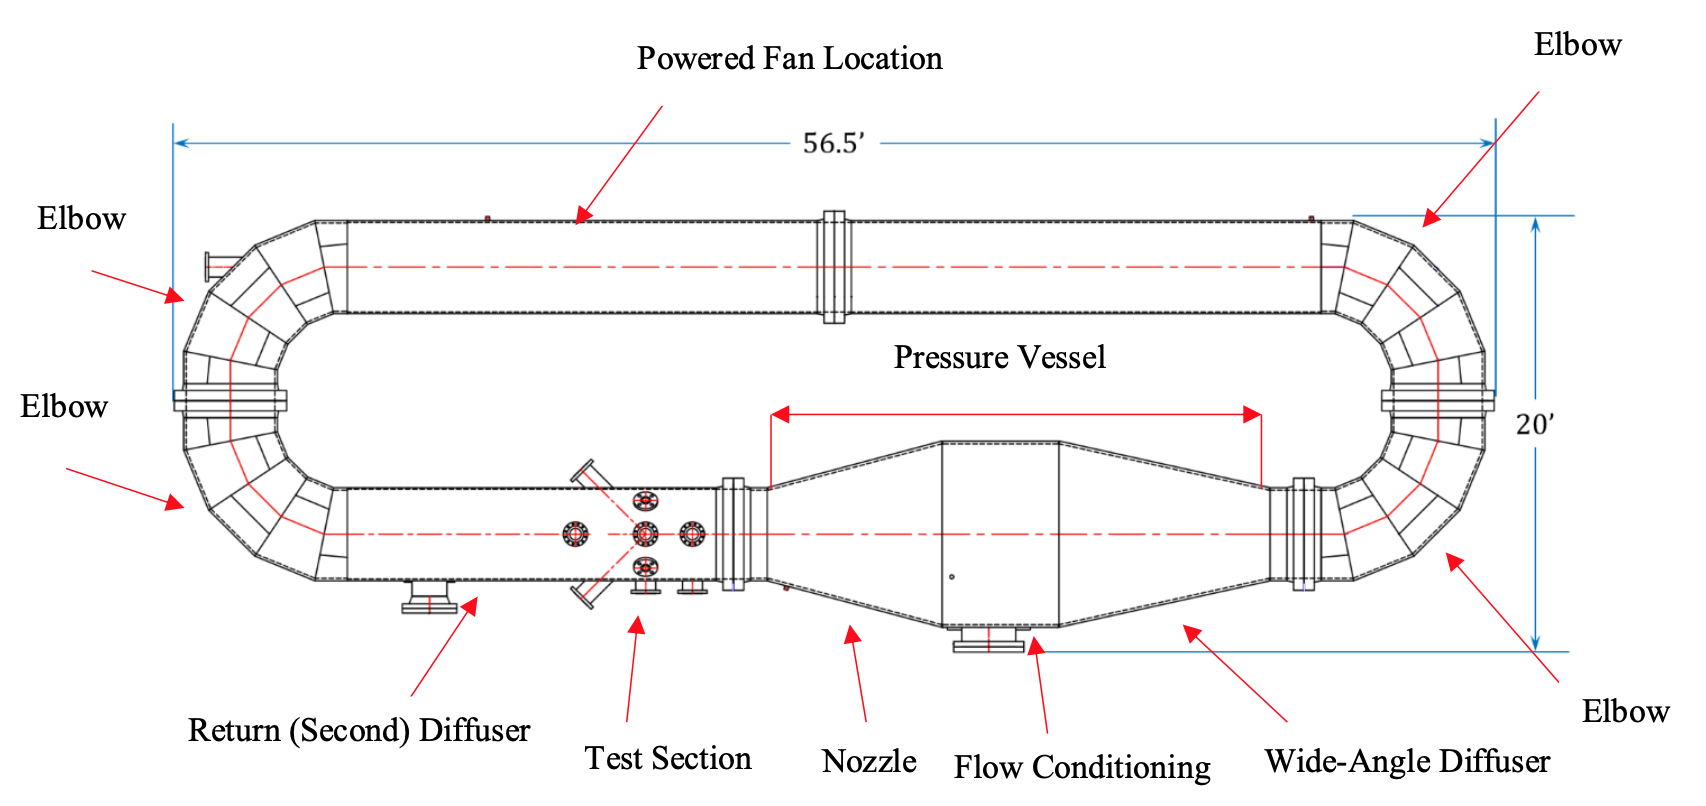 Elbow
Powered Fan Location
56.5’
Elbow
Pressure Vessel
Elbow
20’
Elbow
Return (Second) Diffuser
Test Section
Nozzle
Flow Conditioning
Wide-Angle Diffuser